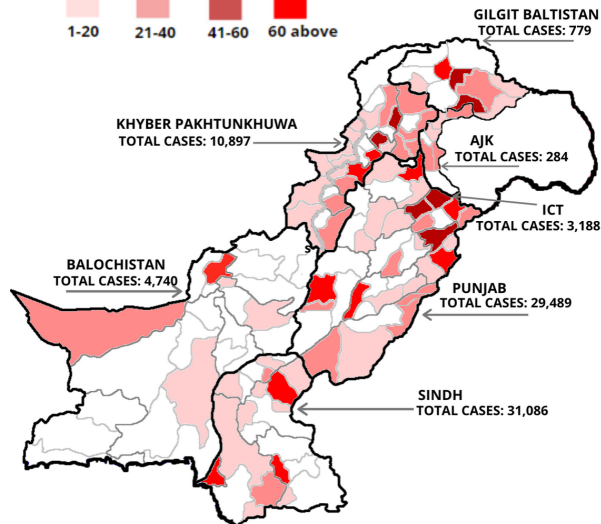 1-20 21-40 41-60 60 above
GILGIT BALTISTAN
TOTAL CASES: 779
KHYBER PAKHTUNKHUWA
TOTAL CASES: 10,897
AJK
TOTAL CASES: 284
ICT
TOTAL CASES: 3,188
BALOCHISTAN
TOTAL CASES: 4,740
PUNJAB
TOTAL CASES: 29,489
SINDH
TOTAL CASES: 31,086